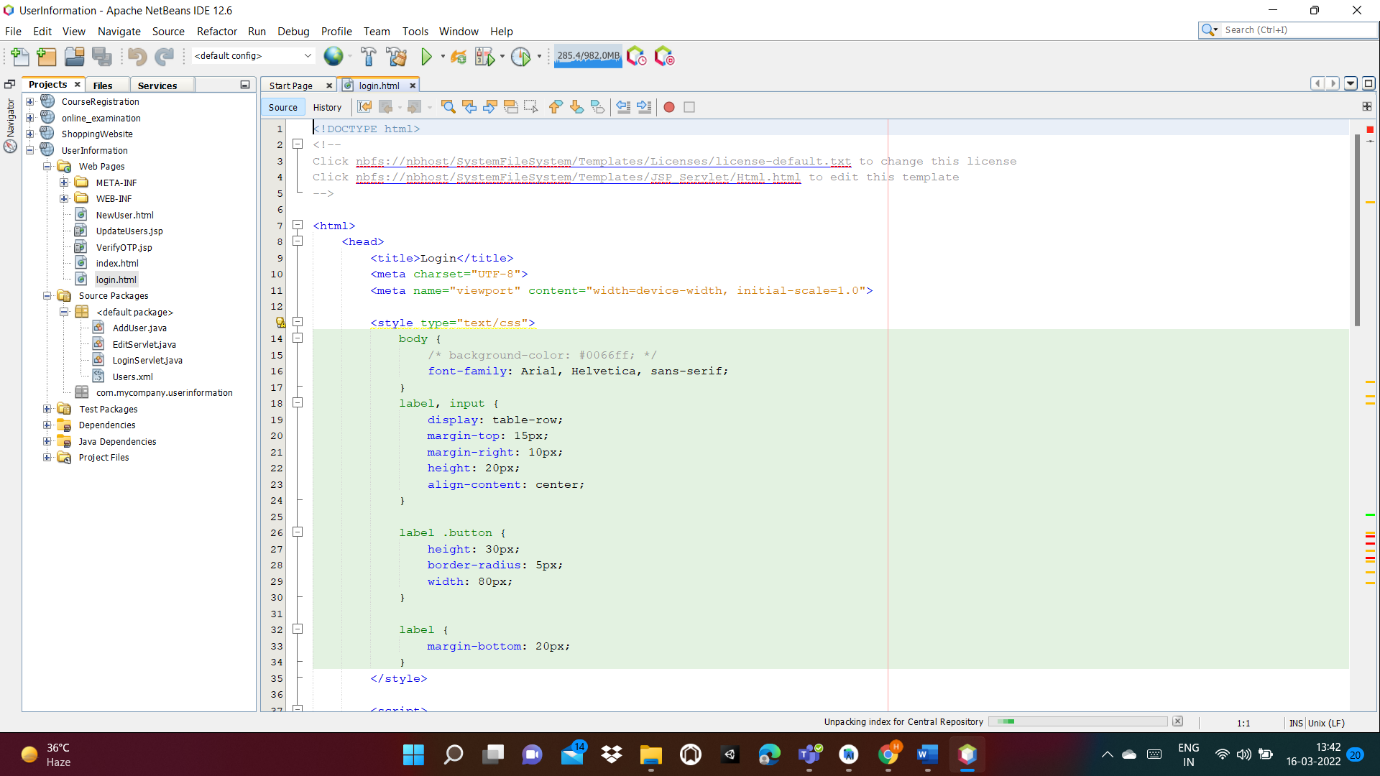 UserInformation - Apache NetBeans IDE 12.6
File Edit View Navigate Source Refactor Run Debug Profile Team Tools Window Help
Search (Ctrl+I)
<default config>
285.4/982.0MB
Projects Files Services
Navigator
CourseRegistration
online_examination
ShoppingWebsite
UserInformation
Web Pages
META-INF
WEB-INF
NewUser.html
UpdateUsers.jsp
VerifyOTP.jsp
index.html
login.html
Source Packages
<default package>
AddUser.java
EditServlet.java
LoginServlet.java
Users.xml
com.mycompany.userinformation
Test Packages
Dependencies
Java Dependencies
Project Files
Start Page login.html
Source History
1 <!DOCTYPE html>
2 <!--
3 Click nbfs://nbhost/SystemFileSystem/Templates/Licenses/license-default.txt to change this license
4 Click nbfs://nbhost/SystemFileSystem/Templates/JSP_Servlet/Html.html to edit this template
5 -->
6
7 <html>
8 <head>
9 <title>Login</title>
10 <meta charset="UTF-8">
11 <meta name="viewport" content="width=device-width, initial-scale=1.0">
12
<style type="text/css">
14 body {
15 /* background-color: #0066ff; */
16 font-family: Arial, Helvetica, sans-serif;
17 }
18 label, input {
19 display: table-row;
20 margin-top: 15px;
21 margin-right: 10px;
22 height: 20px;
23 align-content: center;
24 }
25
26 label .button {
27 height: 30px;
28 border-radius: 5px;
29 width: 80px;
30 }
31
32 label {
33 margin-bottom: 20px;
34 }
35 </style>
36
37 <script>
Unpacking index for Central Repository
1:1 INS Unix (LF)
36°C
Haze
14
ENG
IN
13:42
16-03-2022
20